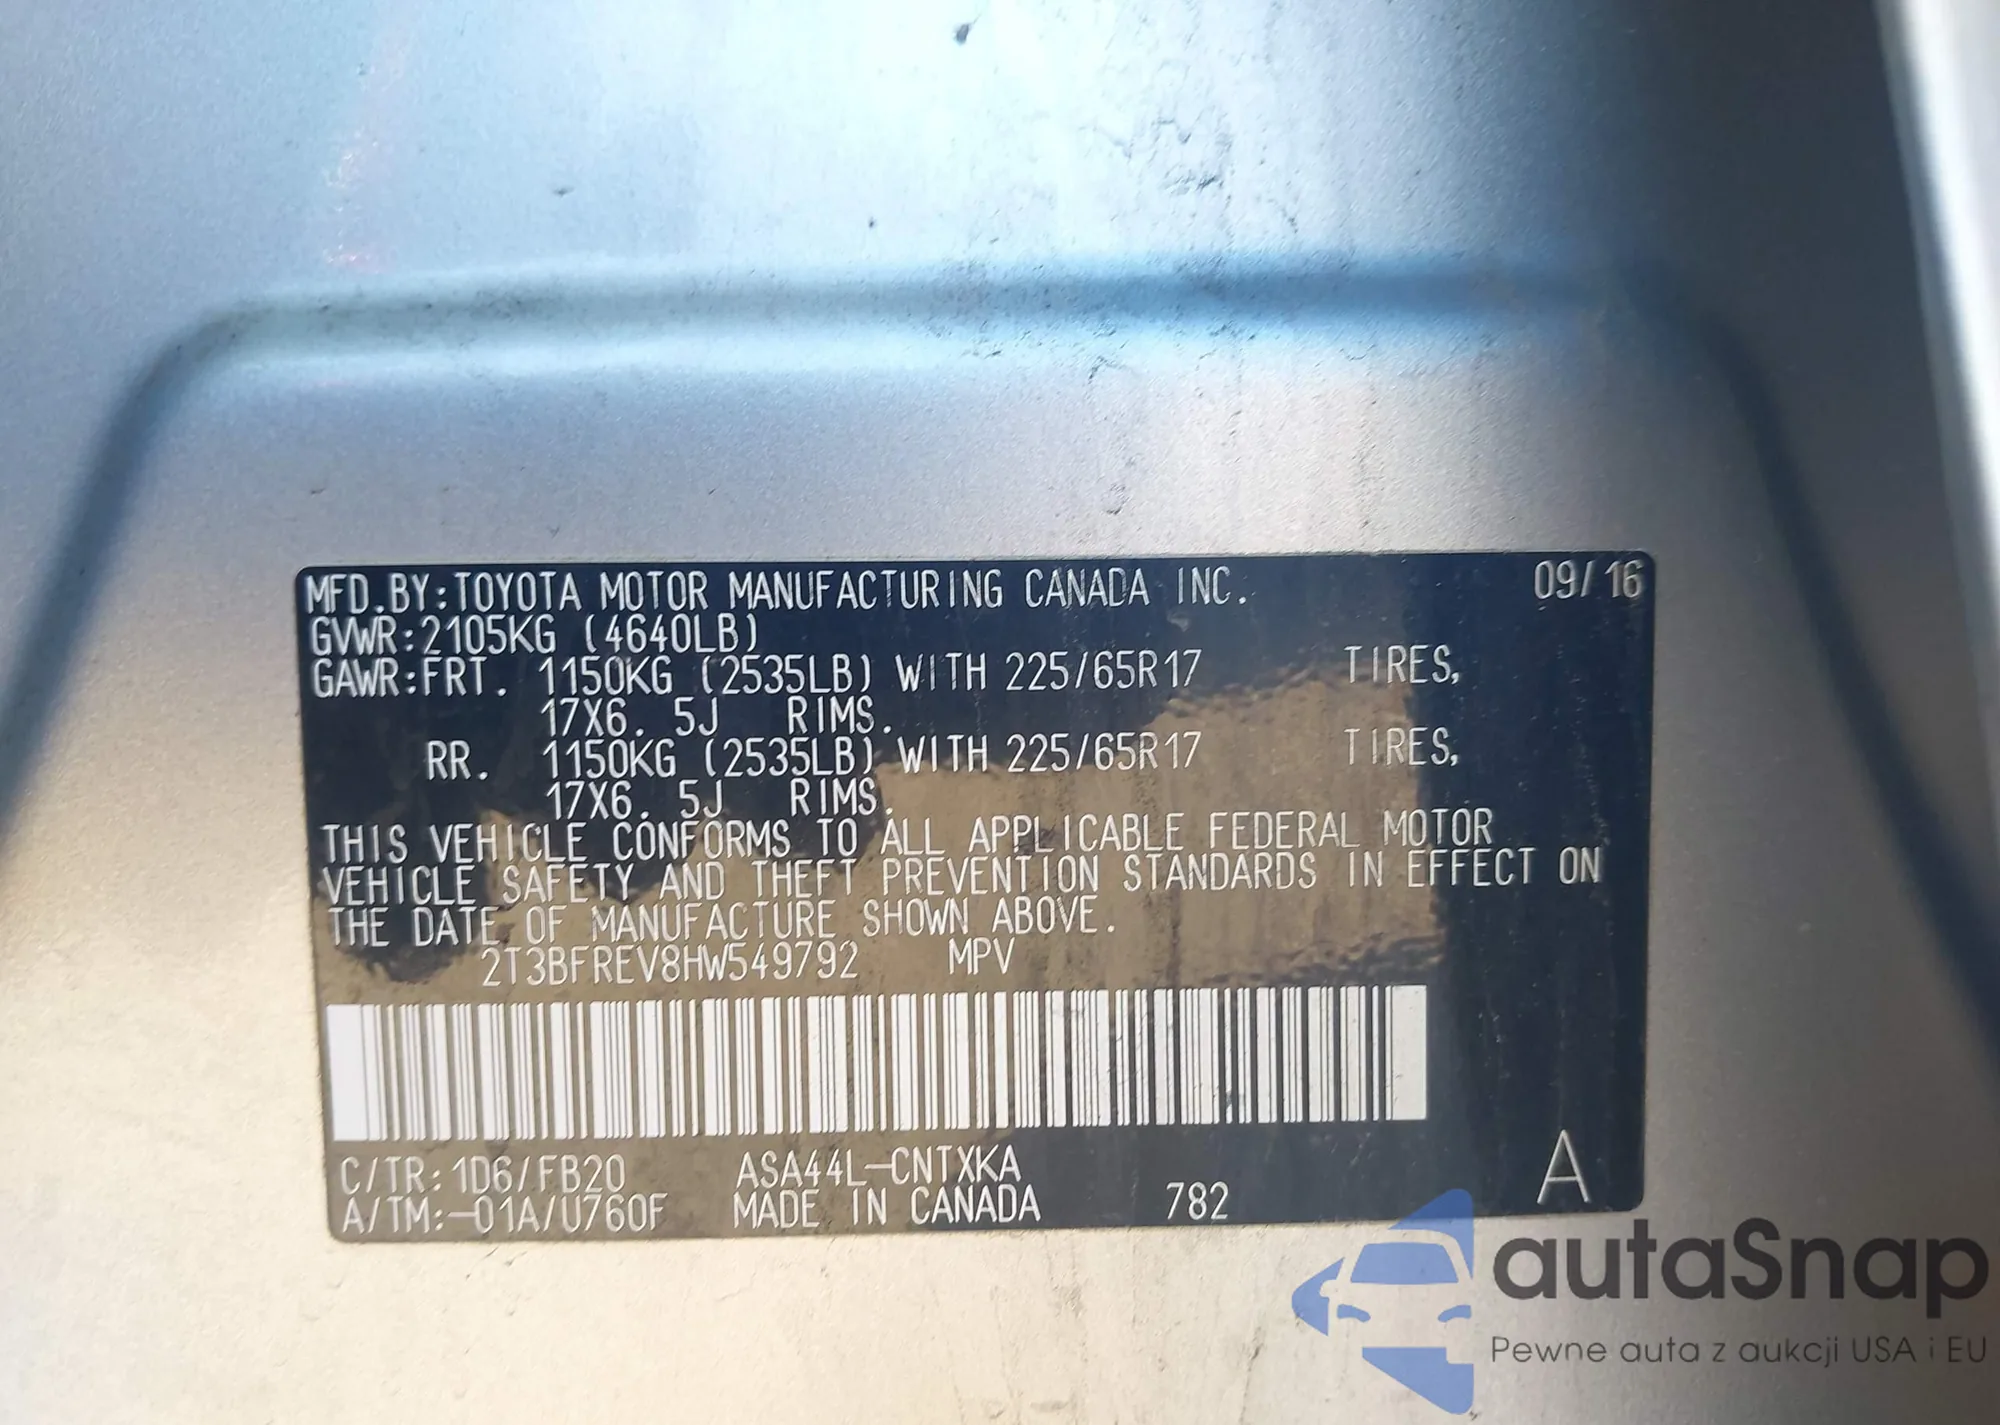 MFD.BY:TOYOTA MOTOR MANUFACTURING CANADA INC. 09/16
GVWR:2105KG (4640LB)
GAWR:FRT. 1150KG (2535LB) WITH 225/65R17 TIRES,
17X6. 5J RIMS.
RR. 1150KG (2535LB) WITH 225/65R17 TIRES,
17X6. 5J RIMS.
THIS VEHICLE CONFORMS TO ALL APPLICABLE FEDERAL MOTOR
VEHICLE SAFETY AND THEFT PREVENTION STANDARDS IN EFFECT ON
THE DATE OF MANUFACTURE SHOWN ABOVE.
2T3BFREV8HW549792 MPV
C/TR:1D6/FB20 ASA44L-CNTXKA
A/TM:-01A/U760F MADE IN CANADA 782 A
autaSnap
Pewne auta z aukcji USA i EU